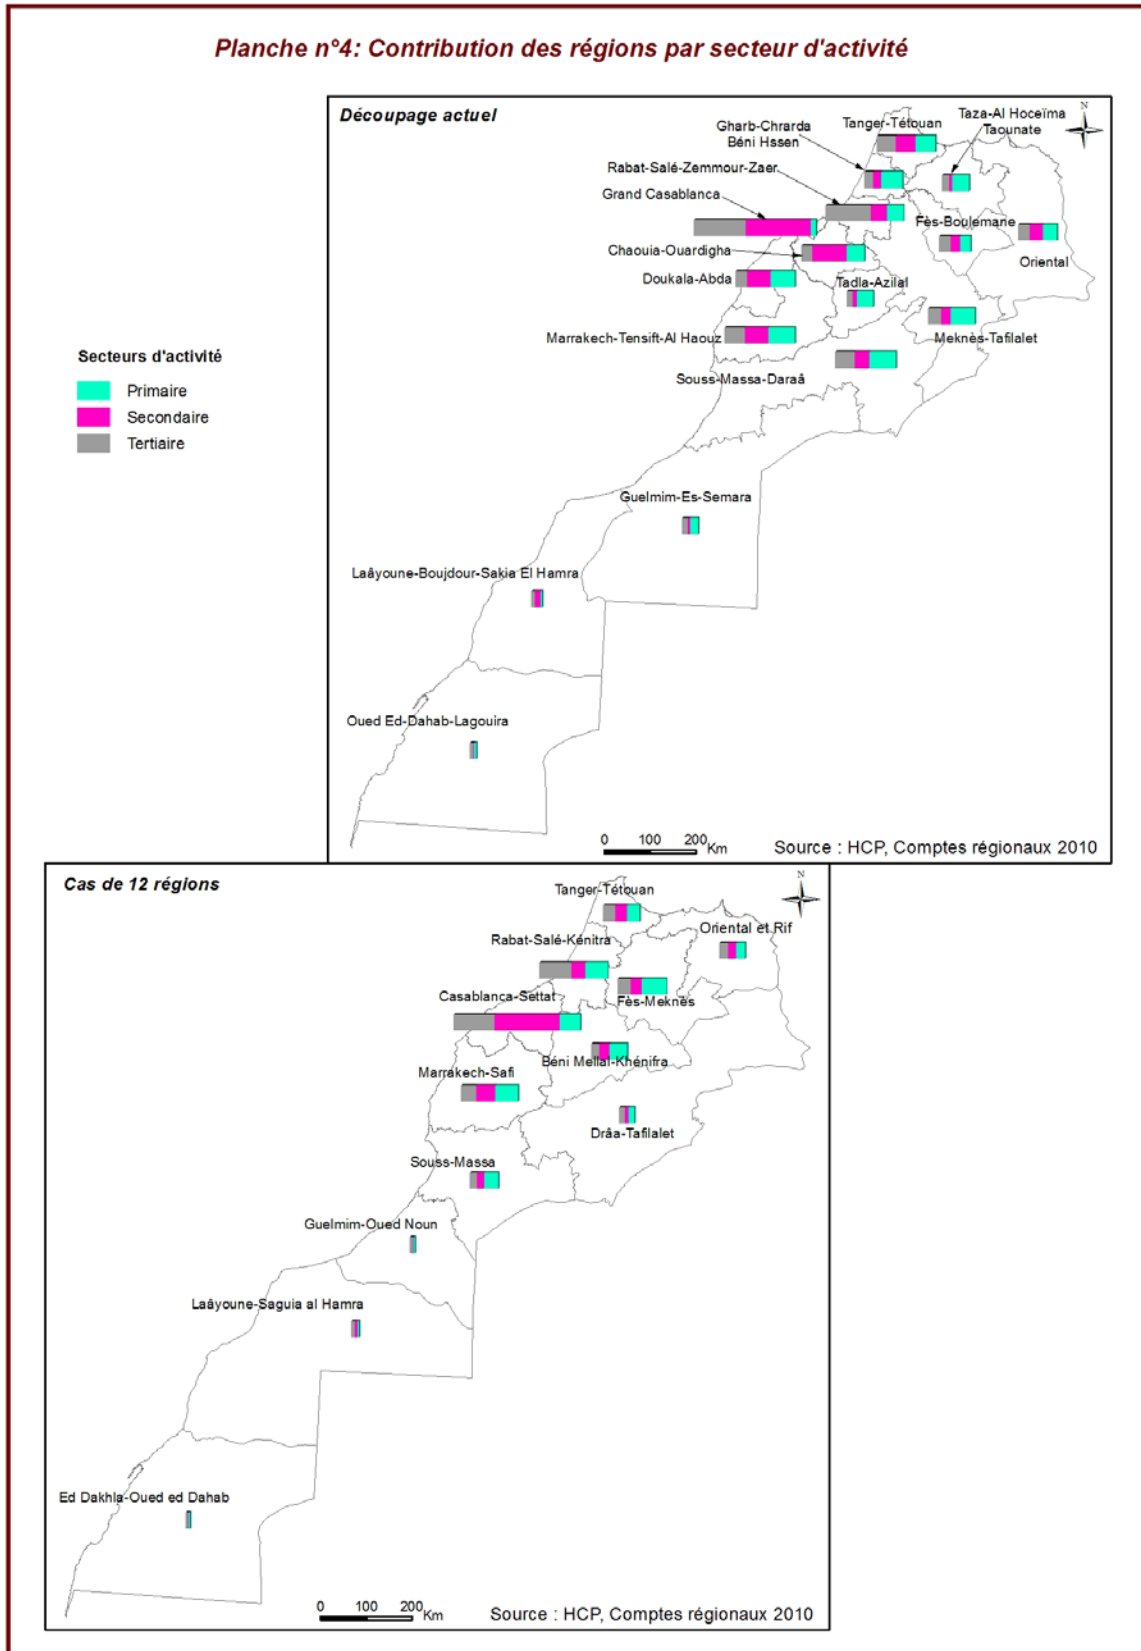 Planche n°4: Contribution des régions par secteur d'activité
Découpage actuel
N
Tanger-Tétouan
Taza-Al Hoceïma
Taounate
Gharb-Chrarda
Béni Hssen
Rabat-Salé-Zemmour-Zaer
Grand Casablanca
Fès-Boulemane
Chaouia-Ouardigha
Oriental
Doukala-Abda
Tadla-Azilal
Marrakech-Tensift-Al Haouz
Meknès-Tafilalet
Souss-Massa-Daraâ
Secteurs d'activité
Primaire
Secondaire
Tertiaire
Guelmim-Es-Semara
Laâyoune-Boujdour-Sakia El Hamra
Oued Ed-Dahab-Lagouira
0 100 200
Km
Source : HCP, Comptes régionaux 2010
Cas de 12 régions
N
Tanger-Tétouan
Oriental et Rif
Rabat-Salé-Kénitra
Casablanca-Settat
Fès-Meknès
Béni Mellal-Khénifra
Marrakech-Safi
Drâa-Tafilalet
Souss-Massa
Guelmim-Oued Noun
Laâyoune-Saguia al Hamra
Ed Dakhla-Oued ed Dahab
0 100 200
Km
Source : HCP, Comptes régionaux 2010